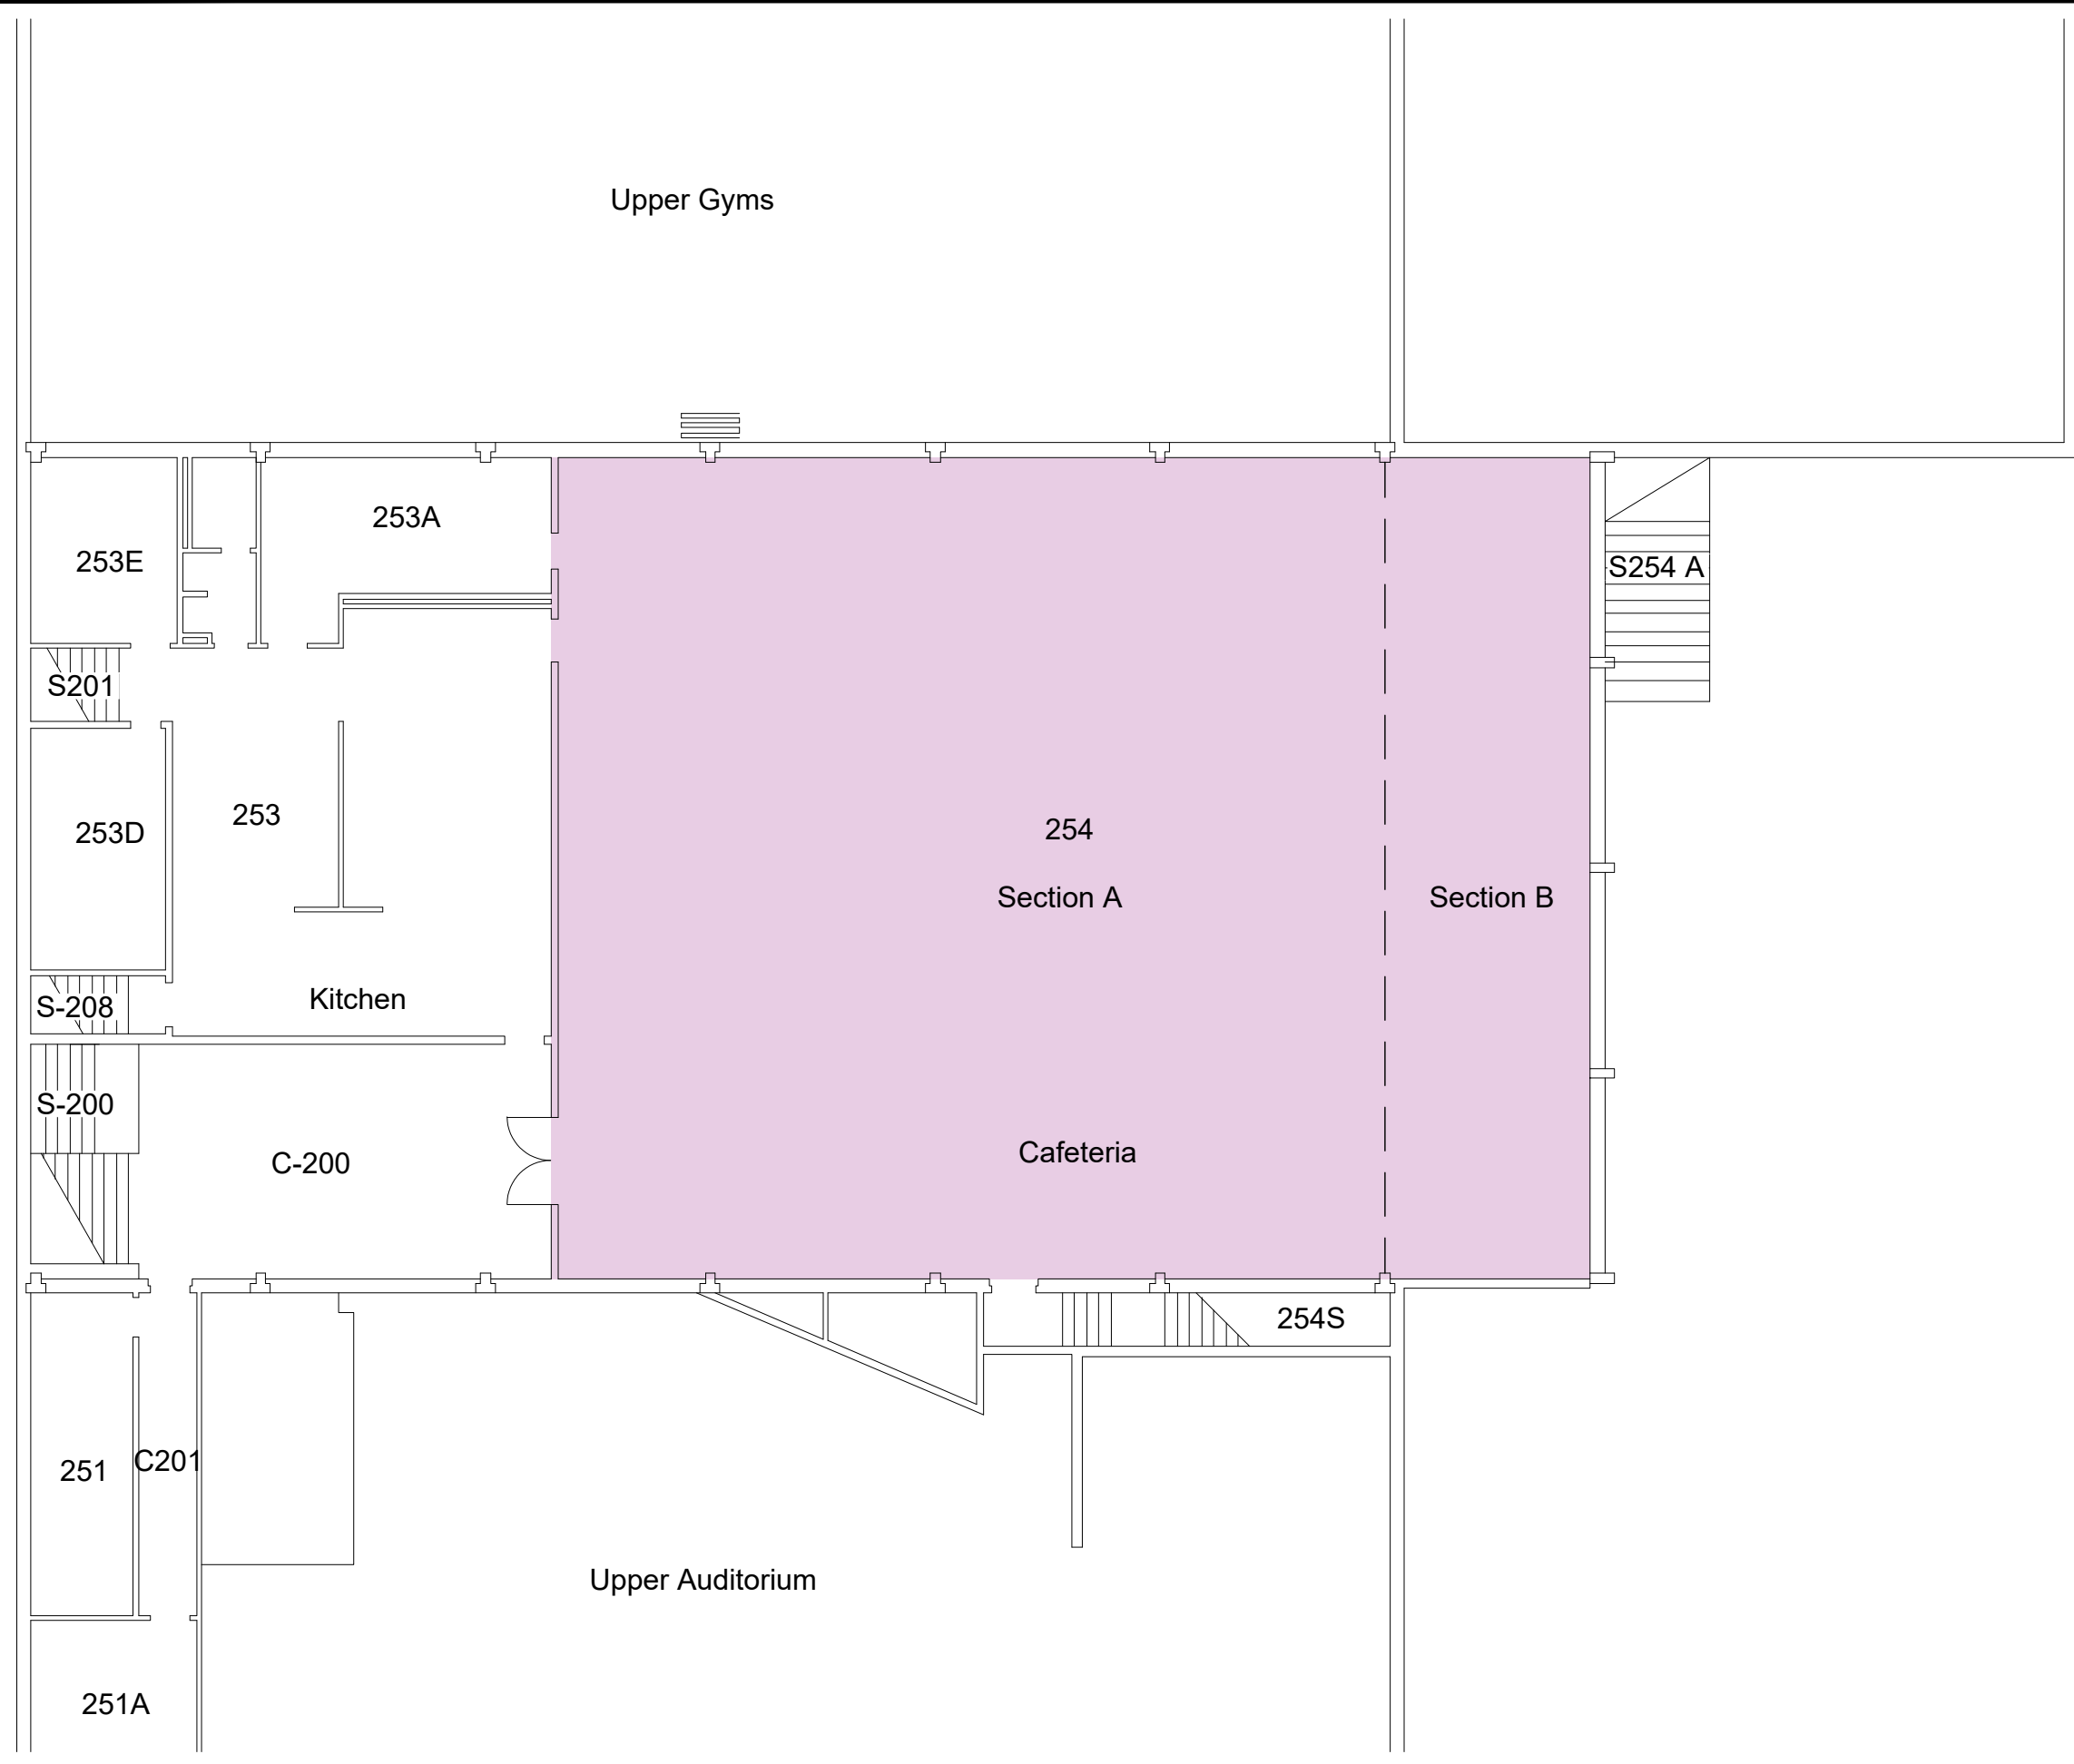 Upper Gyms
253A
253E
S254 A
S201
253
253D
254
Section A
Section B
Kitchen
S-208
S-200
C-200
Cafeteria
254S
251
C201
Upper Auditorium
251A